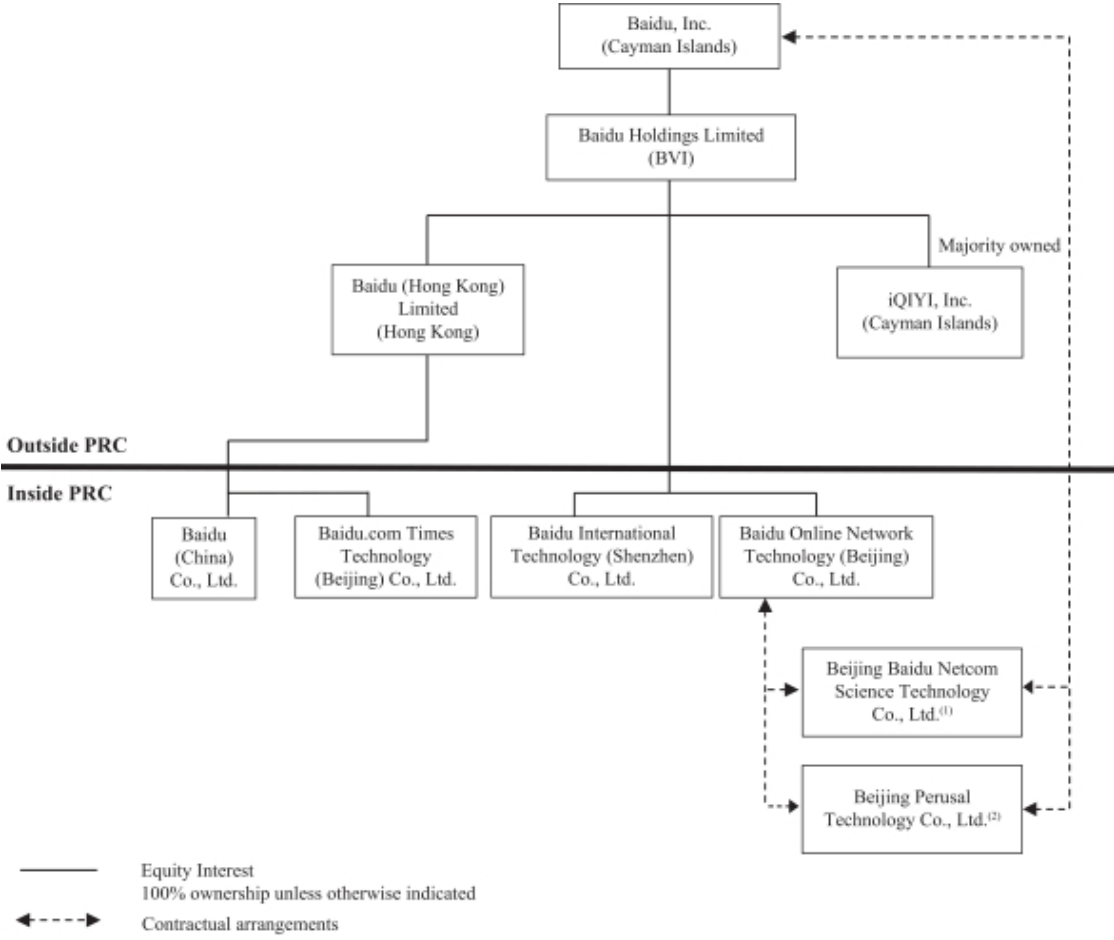 Baidu, Inc.
(Cayman Islands)
Baidu Holdings Limited
(BVI)
Majority owned
Baidu (Hong Kong)
Limited
(Hong Kong)
iQIYI, Inc.
(Cayman Islands)
Outside PRC
Inside PRC
Baidu
(China)
Co., Ltd.
Baidu.com Times
Technology
(Beijing) Co., Ltd.
Baidu International
Technology (Shenzhen)
Co., Ltd.
Baidu Online Network
Technology (Beijing)
Co., Ltd.
Beijing Baidu Netcom
Science Technology
Co., Ltd.(1)
Beijing Perusal
Technology Co., Ltd.(2)
Equity Interest
100% ownership unless otherwise indicated
Contractual arrangements